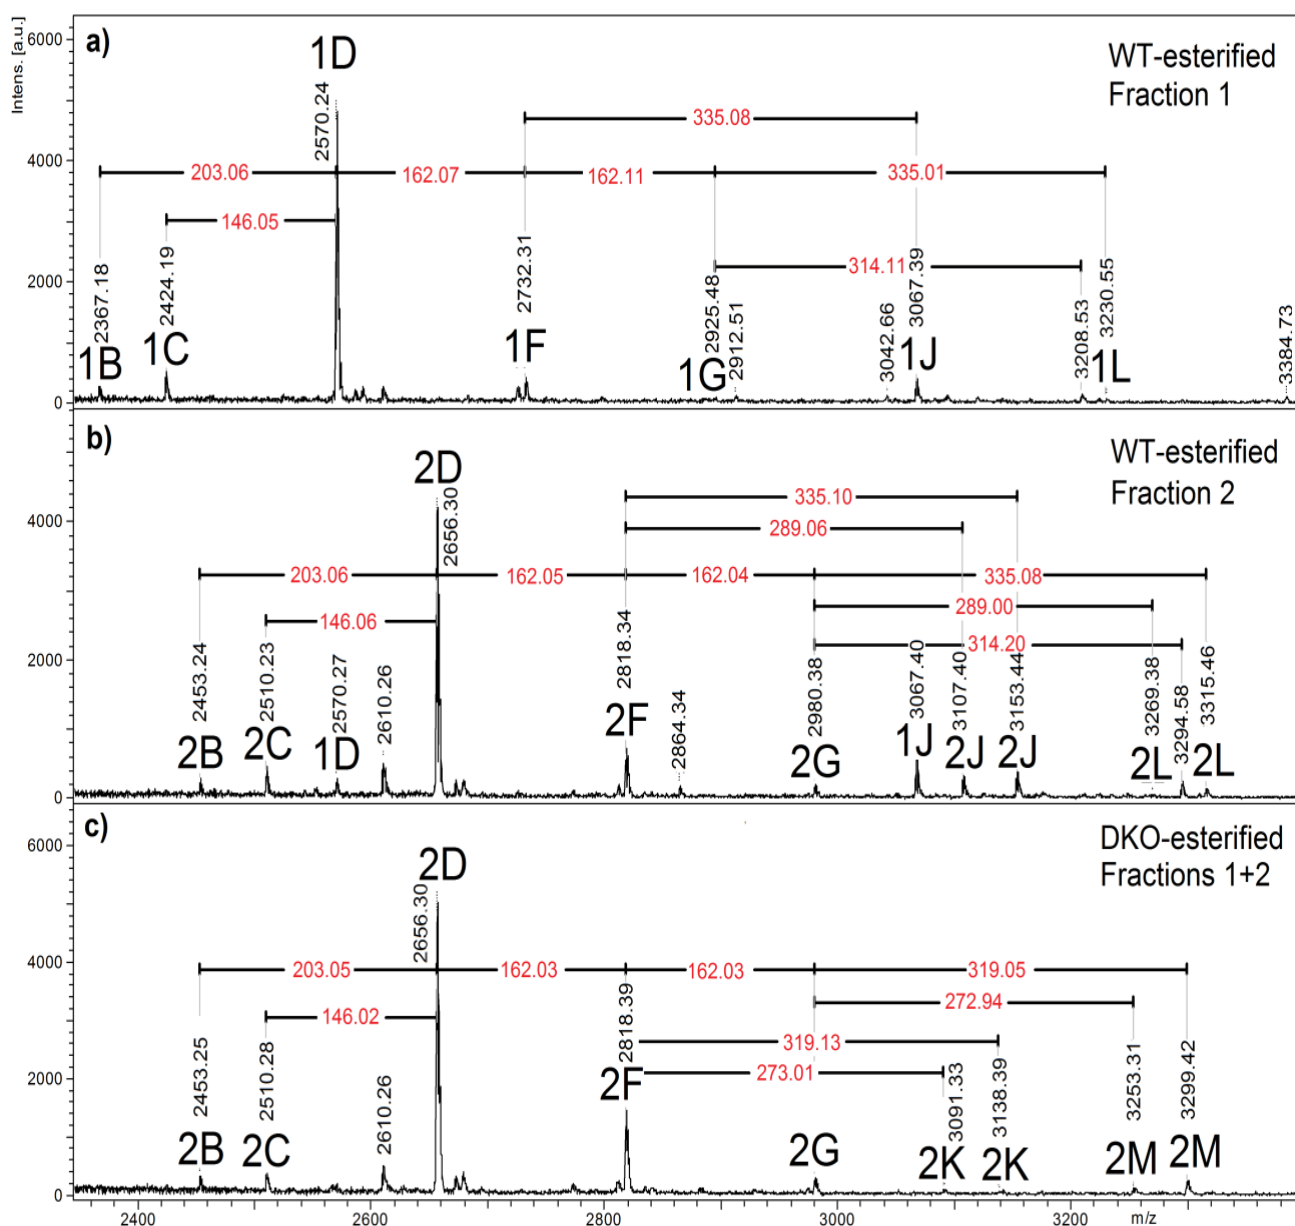 Intens. [a.u.]
a)
WT-esterified
Fraction 1
6000
4000
2000
0
1B
2367.18
1C
2424.19
1D
2570.24
1F
2732.31
1G
2925.48
2912.51
3042.66
1J
3067.39
3208.53
1L
3230.55
3384.73
335.08
203.06
162.07
162.11
335.01
146.05
314.11
b)
WT-esterified
Fraction 2
4000
2000
0
2B
2453.24
2C
2510.23
1D
2570.27
2610.26
2D
2656.30
2F
2818.34
2864.34
2G
2980.38
1J
3067.40
2J
3107.40
2J
3153.44
2L
3269.38
3294.58
2L
3315.46
335.10
289.06
203.06
162.05
162.04
335.08
289.00
146.06
314.20
c)
DKO-esterified
Fractions 1+2
6000
4000
2000
0
2B
2453.25
2C
2510.28
2610.26
2D
2656.30
2F
2818.39
2G
2K
3091.33
2K
3138.39
2M
3253.31
2M
3299.42
203.05
162.03
162.03
319.05
272.94
146.02
319.13
273.01
2400
2600
2800
3000
3200
m/z